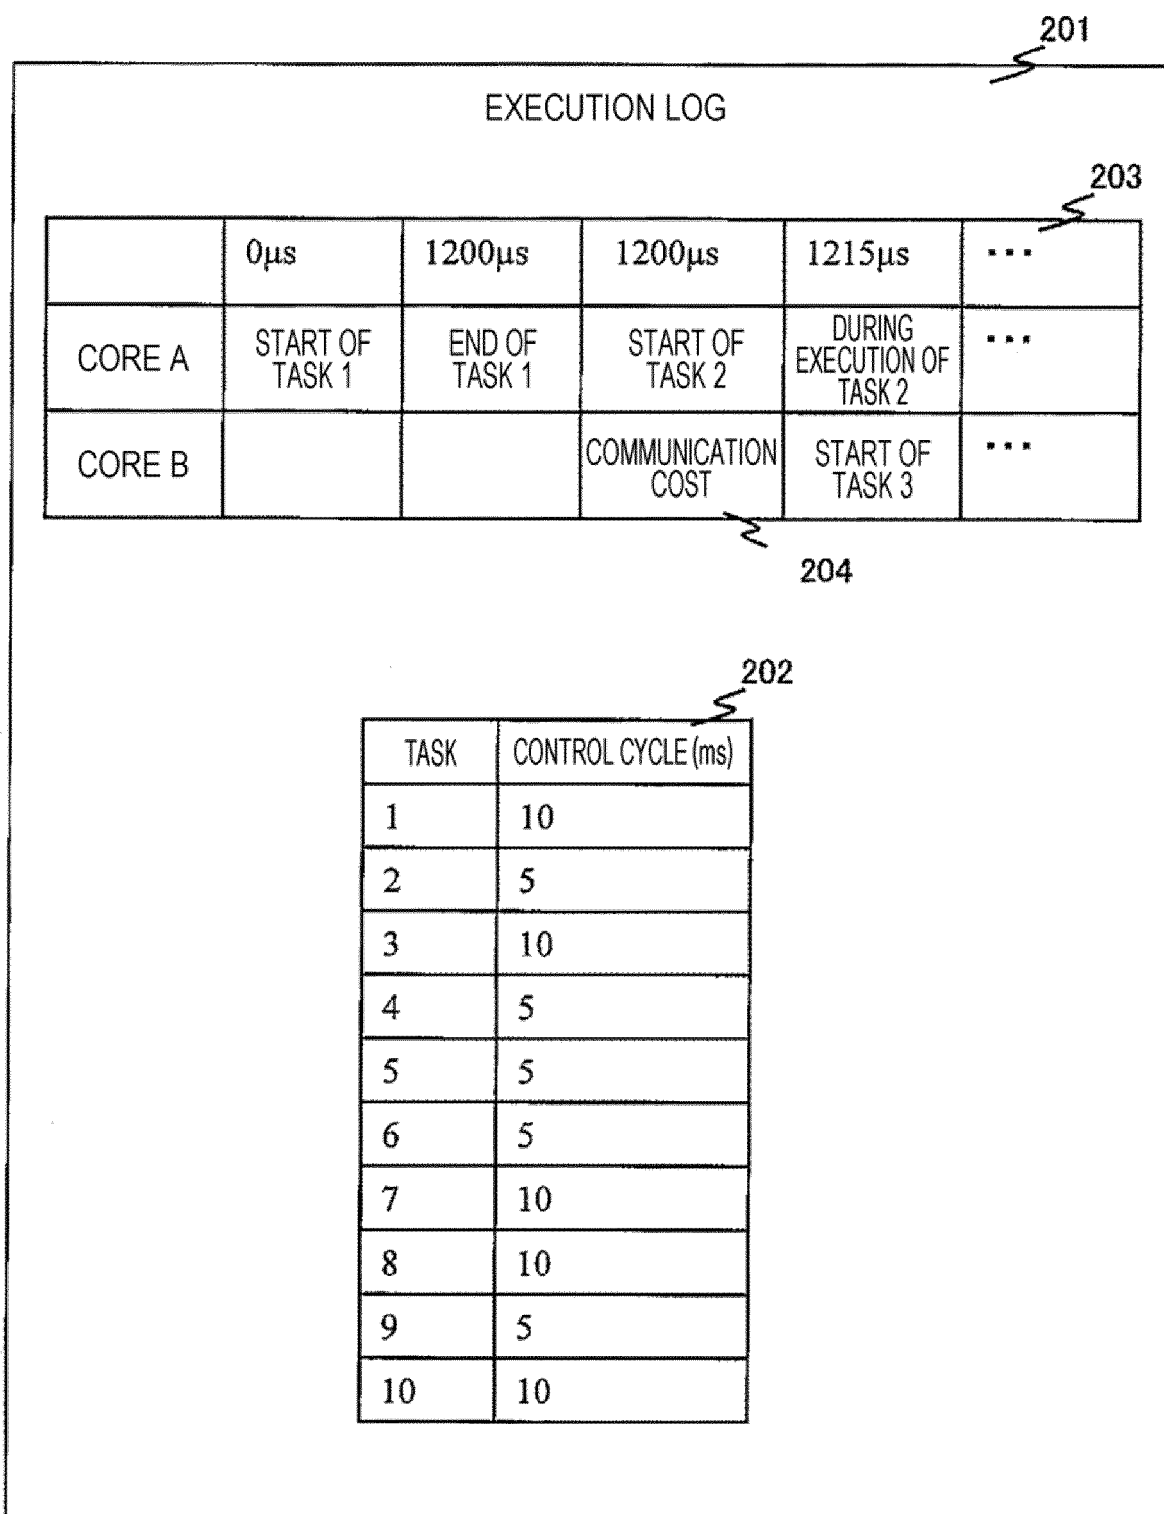 201
EXECUTION LOG
203
0μs 1200μs 1200μs 1215μs ...
CORE A START OF TASK 1 END OF TASK 1 START OF TASK 2 DURING EXECUTION OF TASK 2 ...
CORE B COMMUNICATION COST START OF TASK 3 ...
204
202
TASK CONTROL CYCLE (ms)
1 10
2 5
3 10
4 5
5 5
6 5
7 10
8 10
9 5
10 10